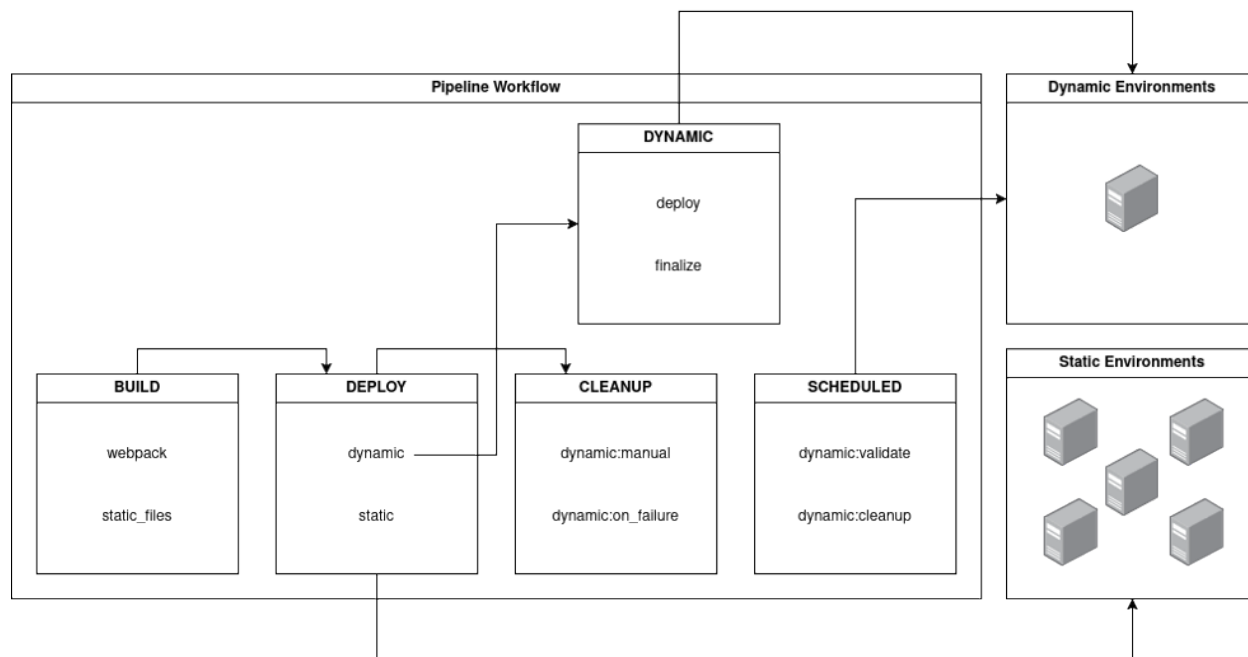 Pipeline Workflow
Dynamic Environments
DYNAMIC
deploy
finalize
Static Environments
BUILD
webpack
static_files
DEPLOY
dynamic
static
CLEANUP
dynamic:manual
dynamic:on_failure
SCHEDULED
dynamic:validate
dynamic:cleanup